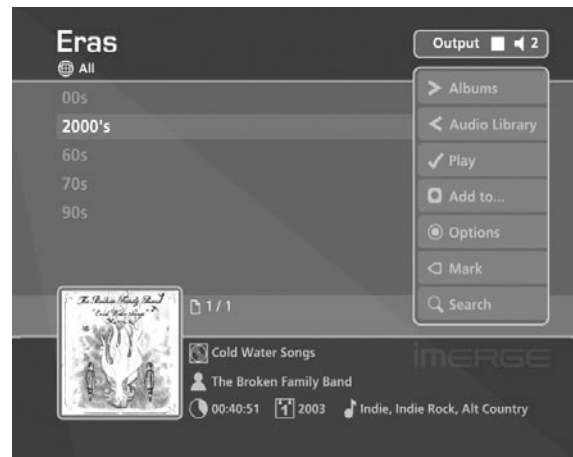 Eras
All
Output 2
00s
2000's
60s
70s
90s
Albums
Audio Library
Play
Add to...
Options
Mark
Search
The Broken Family Band
"Cold Water Songs"
1 / 1
Cold Water Songs
The Broken Family Band
00:40:51 1 2003 Indie, Indie Rock, Alt Country
imerge